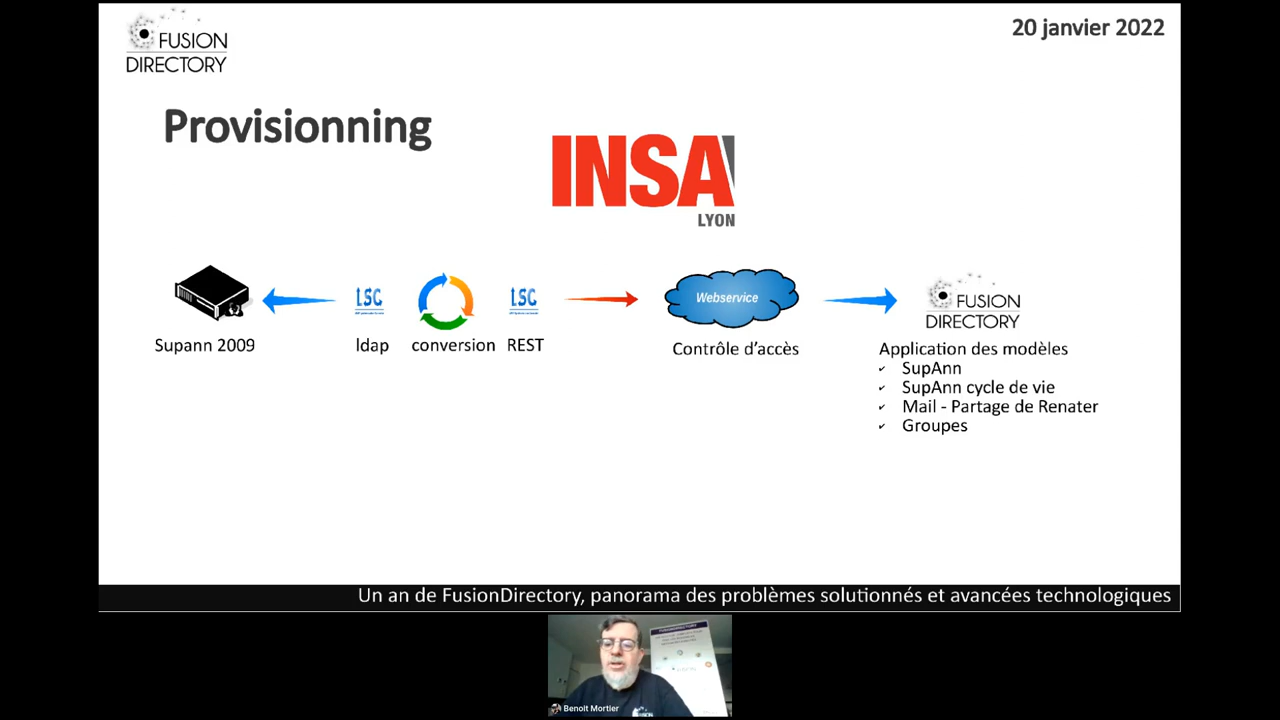 FUSION
DIRECTORY
20 janvier 2022
Provisionning
INSA
LYON
LSC
LSC
Webservice
FUSION
DIRECTORY
Supann 2009
ldap
conversion
REST
Contrôle d'accès
Application des modèles
✓ SupAnn
✓ SupAnn cycle de vie
✓ Mail - Partage de Renater
✓ Groupes
Un an de FusionDirectory, panorama des problèmes solutionnés et avancées technologiques
Benoit Mortier